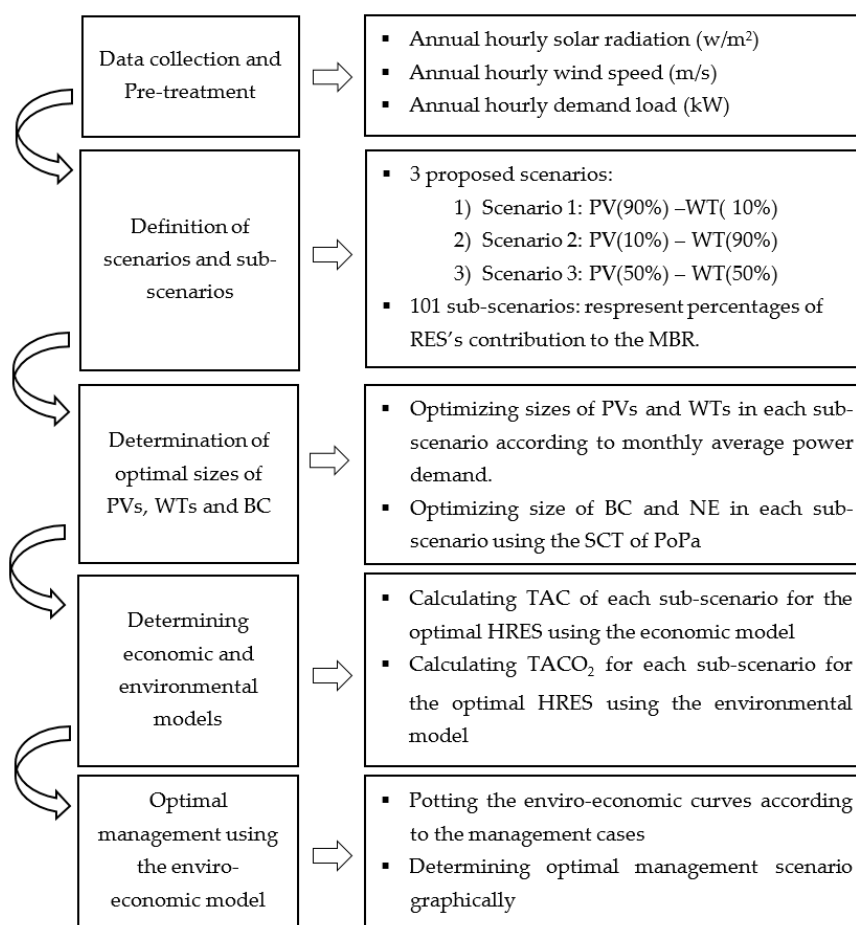 Data collection and
Pre-treatment
▪ Annual hourly solar radiation (w/m²)
▪ Annual hourly wind speed (m/s)
▪ Annual hourly demand load (kW)
Definition of
scenarios and sub-
scenarios
▪ 3 proposed scenarios:
1) Scenario 1: PV(90%) –WT( 10%)
2) Scenario 2: PV(10%) – WT(90%)
3) Scenario 3: PV(50%) – WT(50%)
▪ 101 sub-scenarios: respresent percentages of
RES’s contribution to the MBR.
Determination of
optimal sizes of
PVs, WTs and BC
▪ Optimizing sizes of PVs and WTs in each sub-
scenario according to monthly average power
demand.
▪ Optimizing size of BC and NE in each sub-
scenario using the SCT of PoPa
Determining
economic and
environmental
models
▪ Calculating TAC of each sub-scenario for the
optimal HRES using the economic model
▪ Calculating TACO₂ for each sub-scenario for
the optimal HRES using the environmental
model
Optimal
management using
the enviro-
economic model
▪ Potting the enviro-economic curves according
to the management cases
▪ Determining optimal management scenario
graphically